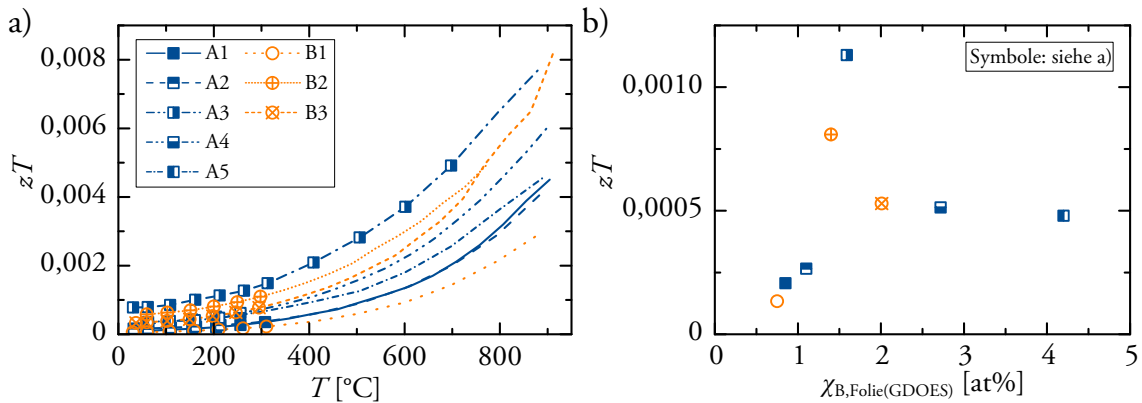 a)
0,008
0,006
0,004
0,002
0
zT
A1
A2
A3
A4
A5
B1
B2
B3
0 200 400 600 800
T [°C]
b)
Symbole: siehe a)
0,0010
0,0005
0
zT
0 1 2 3 4 5
χB,Folie(GDOES) [at%]